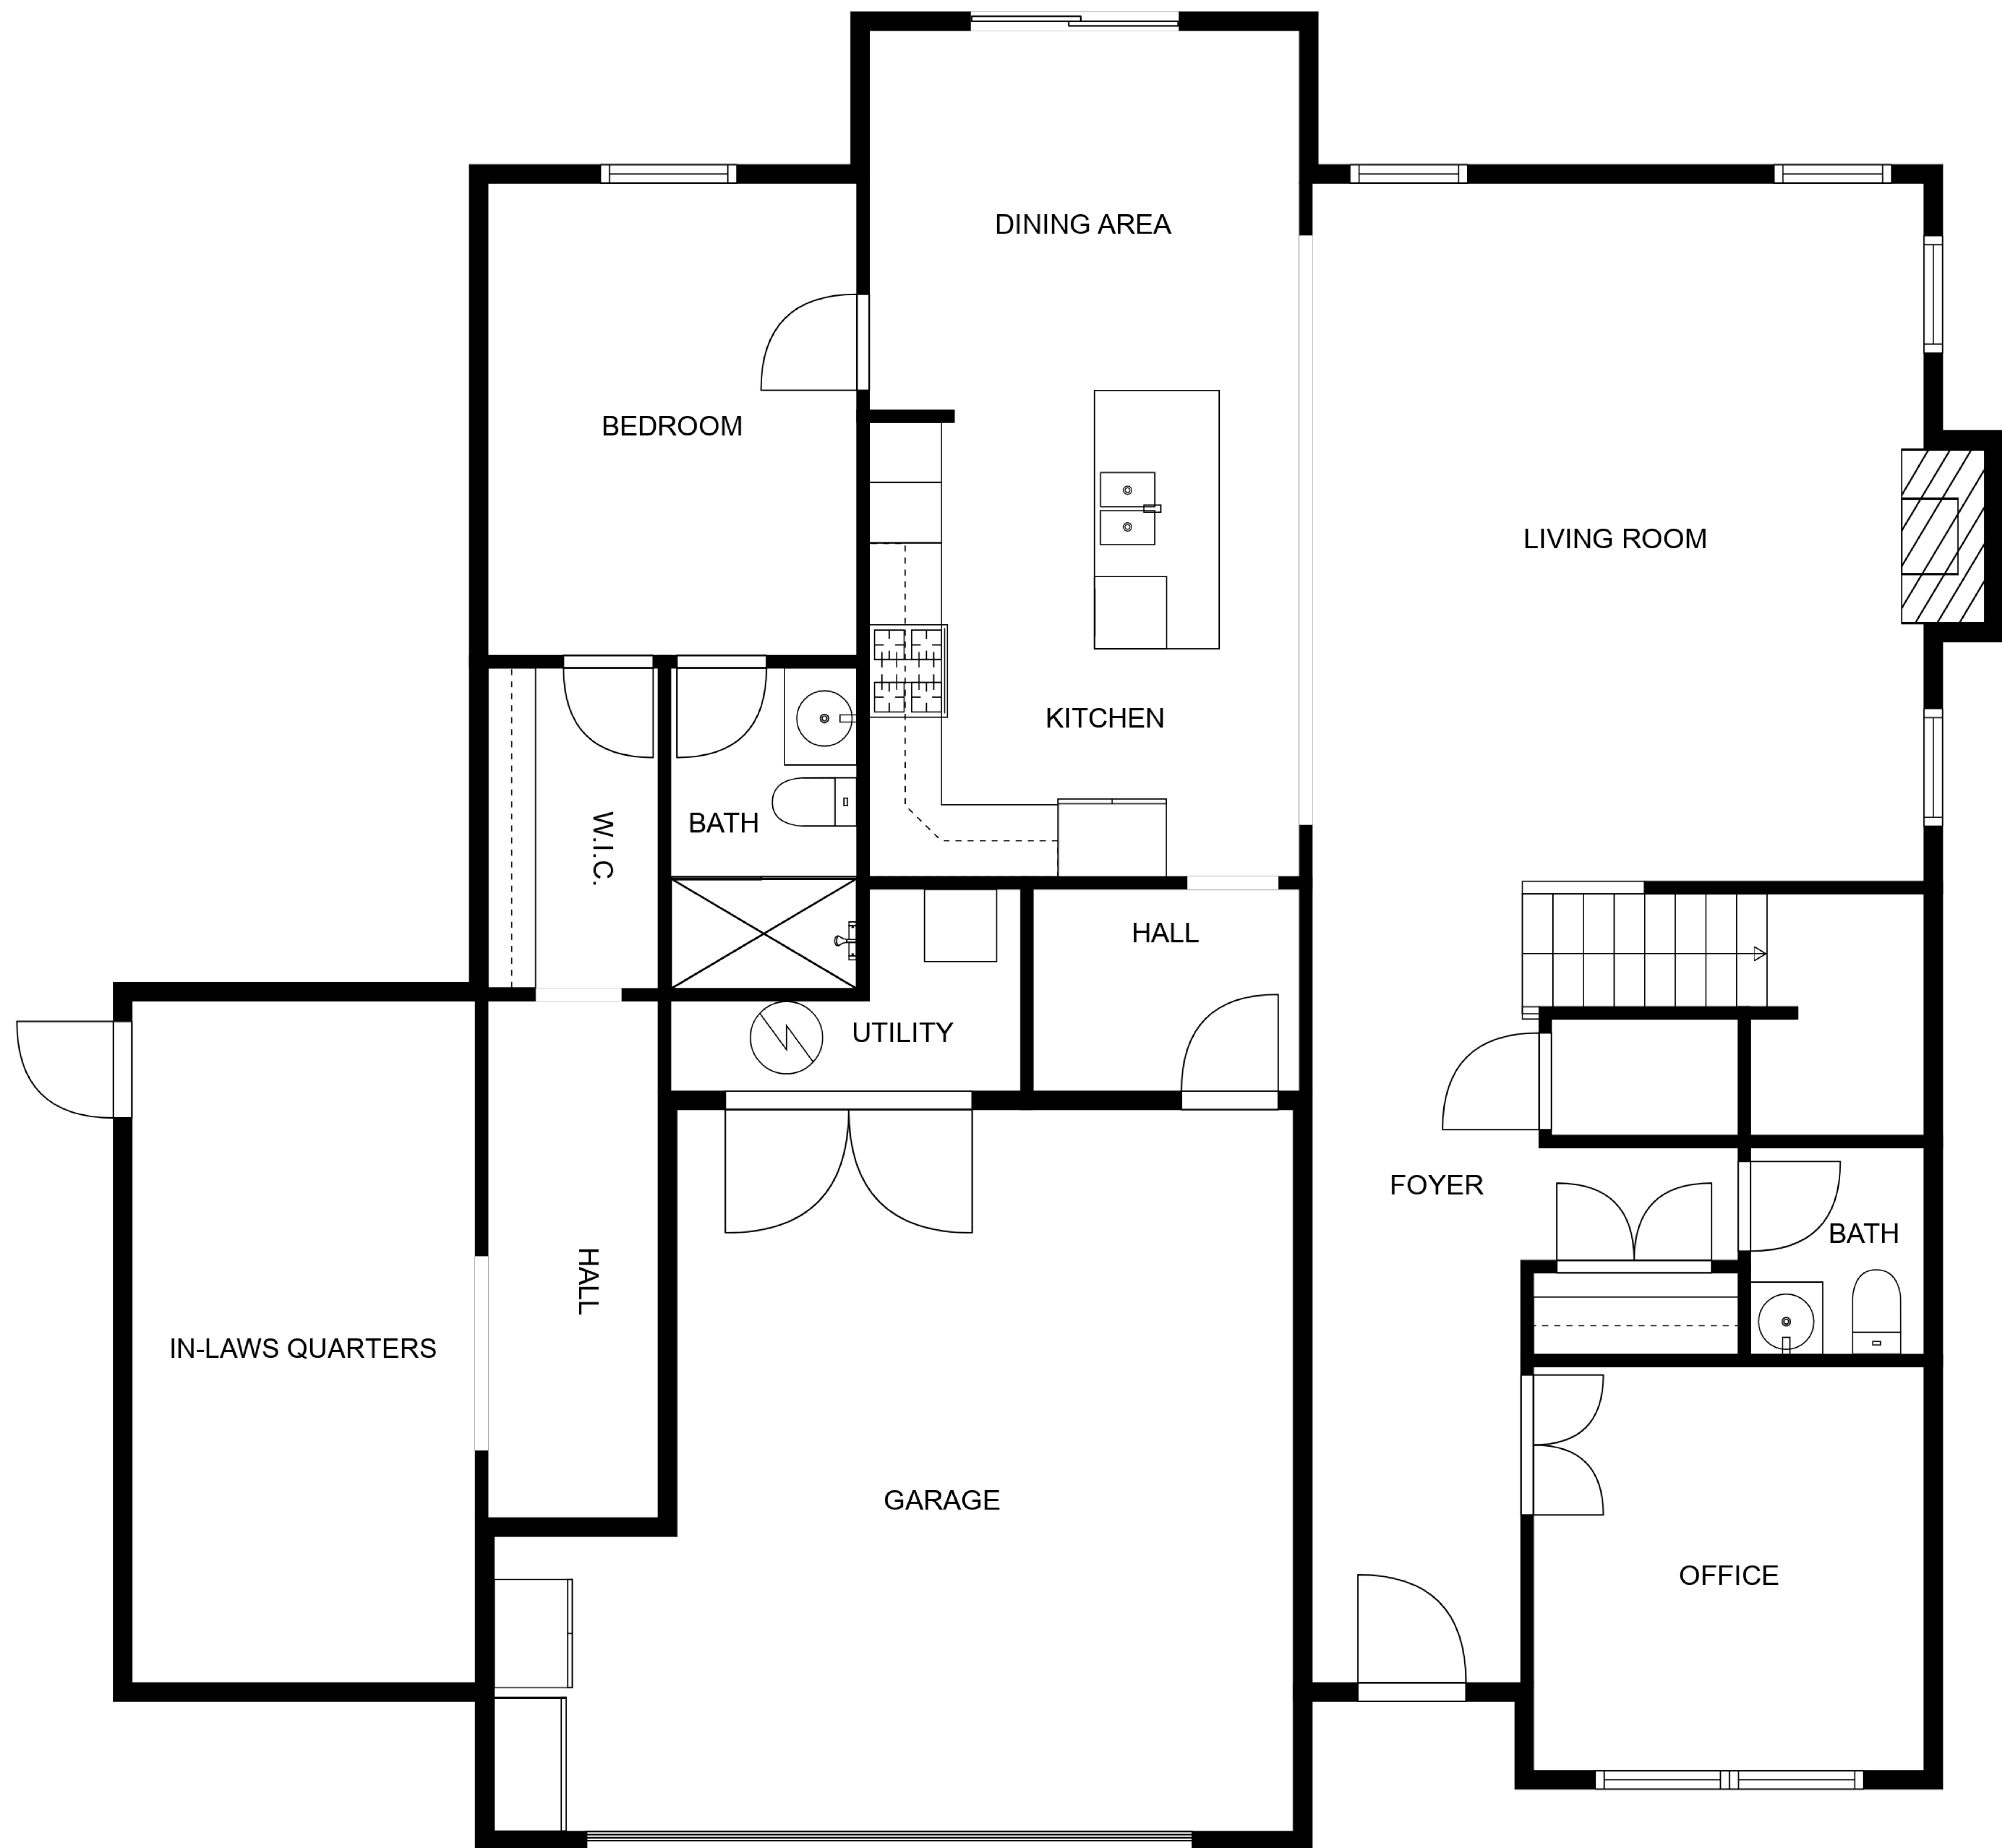 DINING AREA
BEDROOM
LIVING ROOM
KITCHEN
BATH
W.I.C.
HALL
UTILITY
FOYER
BATH
HALL
IN-LAWS QUARTERS
GARAGE
OFFICE